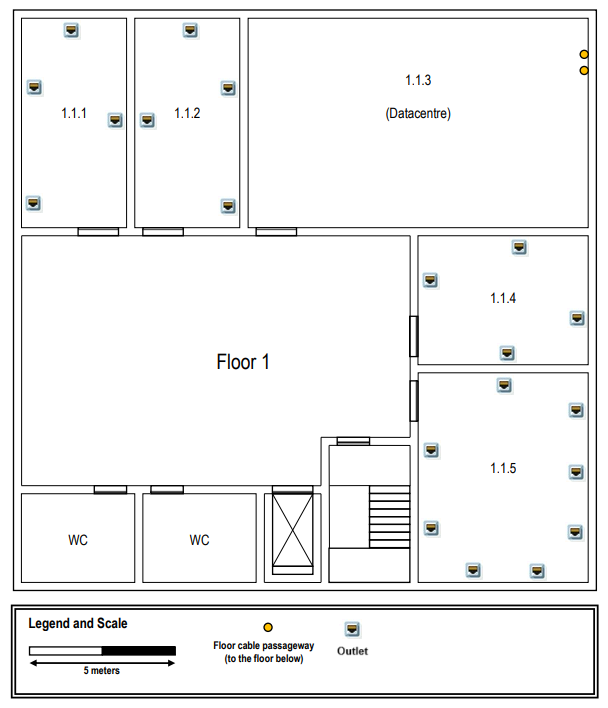 1.1.1
1.1.2
1.1.3
(Datacentre)
1.1.4
Floor 1
1.1.5
WC
WC
Legend and Scale
5 meters
Floor cable passageway
(to the floor below)
Outlet